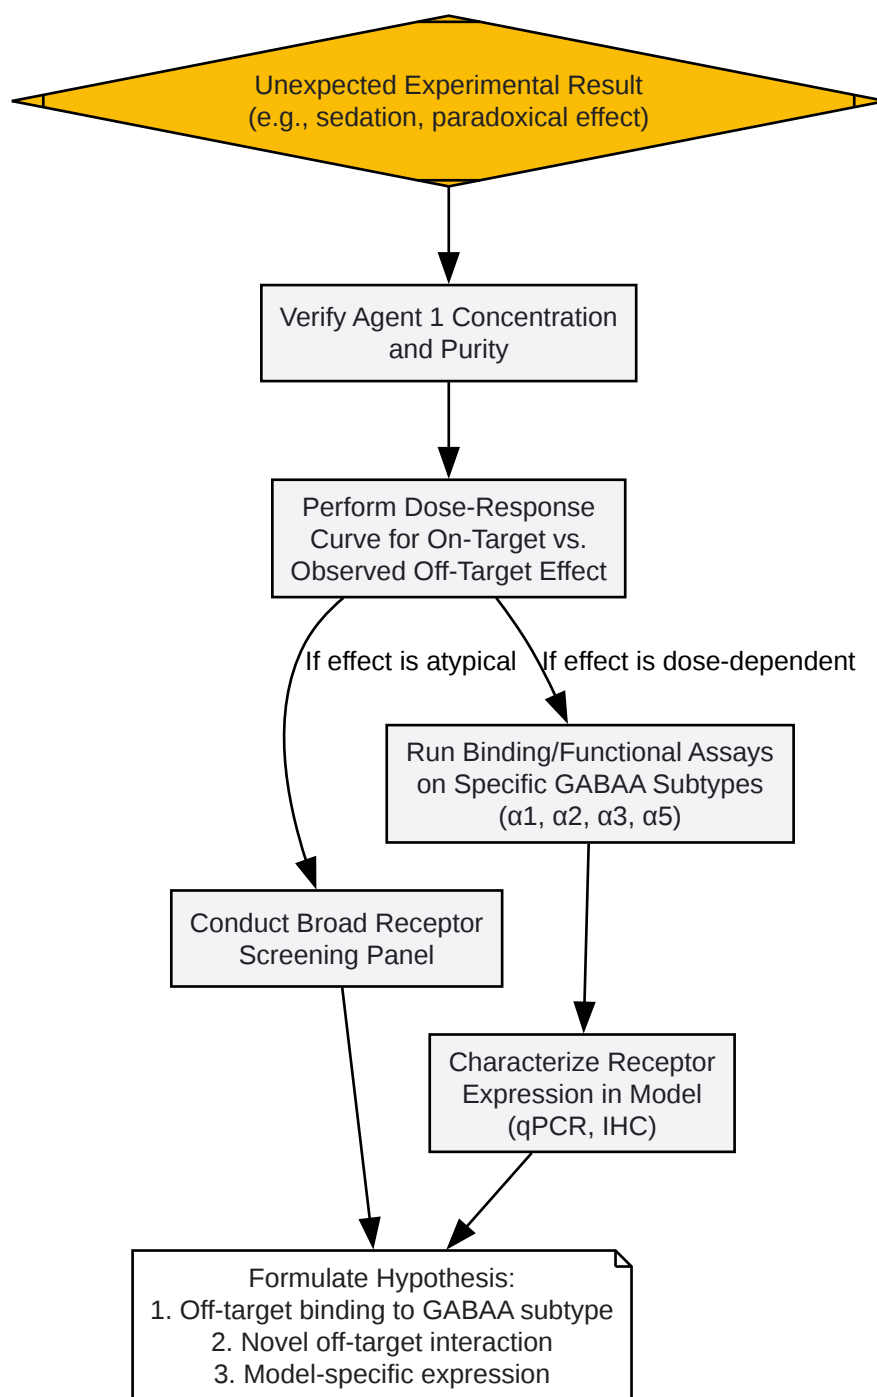 Unexpected Experimental Result
(e.g., sedation, paradoxical effect)
Verify Agent 1 Concentration
and Purity
Perform Dose-Response
Curve for On-Target vs.
Observed Off-Target Effect
If effect is atypical
If effect is dose-dependent
Run Binding/Functional Assays
on Specific GABAA Subtypes
(α1, α2, α3, α5)
Conduct Broad Receptor
Screening Panel
Characterize Receptor
Expression in Model
(qPCR, IHC)
Formulate Hypothesis:
1. Off-target binding to GABAA subtype
2. Novel off-target interaction
3. Model-specific expression